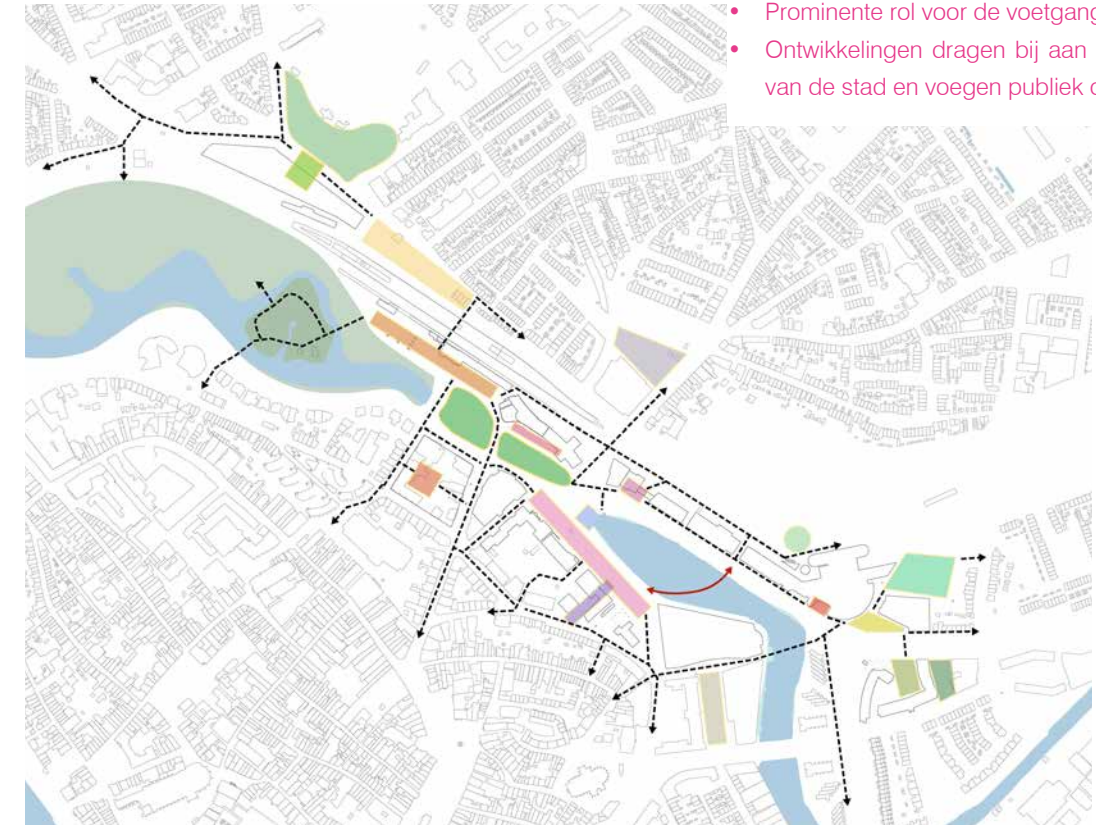 • Prominente rol voor de voetgang
• Ontwikkelingen dragen bij aan
van de stad en voegen publiek